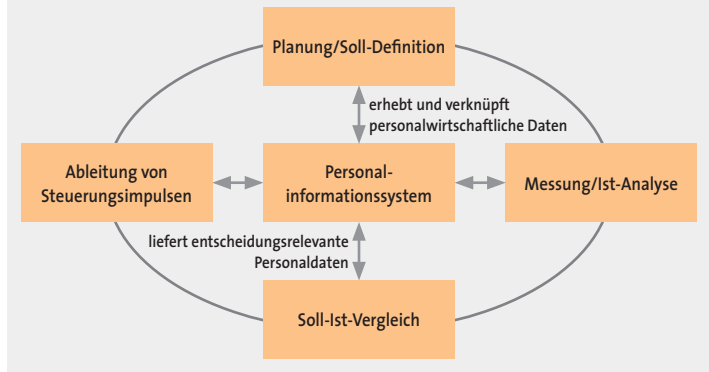 Planung/Soll-Definition
erhebt und verknüpft
personalwirtschaftliche Daten
Ableitung von
Steuerungsimpulsen
Personal-
informationssystem
Messung/Ist-Analyse
liefert entscheidungsrelevante
Personaldaten
Soll-Ist-Vergleich